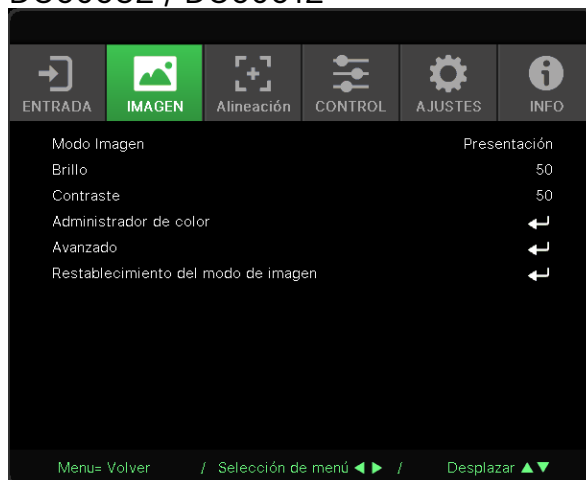 ENTRADA IMAGEN Alineación CONTROL AJUSTES INFO
Modo Imagen Presentación
Brillo 50
Contraste 50
Administrador de color
Avanzado
Restablecimiento del modo de imagen
Menu= Volver / Selección de menú ◀ ▶ / Desplazar ▲▼